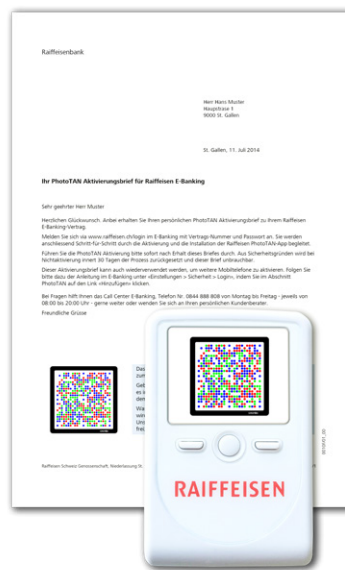 Raiffeisenbank
Herr Hans Muster
Hauptstrasse 1
9000 St. Gallen
St. Gallen, 11. Juli 2014
Ihr PhotoTAN Aktivierungsbrief für Raiffeisen E-Banking
Sehr geehrter Herr Muster
Herzlichen Glückwunsch. Anbei erhalten Sie Ihren persönlichen PhotoTAN Aktivierungsbrief zu Ihrem Raiffeisen
E-Banking-Vertrag.
Melden Sie sich via www.raiffeisen.ch/login im E-Banking mit Vertrags-Nummer und Passwort an. Sie werden
anschliessend Schritt-für-Schritt durch die Aktivierung und die Installation der Raiffeisen PhotoTAN-App begleitet.
Führen Sie die PhotoTAN Aktivierung bitte sofort nach Erhalt dieses Briefes durch. Aus Sicherheitsgründen wird bei
Nichtaktivierung innert 30 Tagen der Prozess zurückgesetzt und dieser Brief unbrauchbar.
Dieser Aktivierungsbrief kann auch wiederverwendet werden, um weitere Mobiltelefone zu aktivieren. Folgen Sie
bitte dazu der Anleitung im E-Banking unter «Einstellungen > Sicherheit > Login», indem Sie im Abschnitt
PhotoTAN auf den Link «Hinzufügen» klicken.
Bei Fragen hilft Ihnen das Call Center E-Banking, Telefon Nr. 0844 888 808 von Montag bis Freitag - jeweils von
08:00 bis 20:00 Uhr - gerne weiter oder wenden Sie sich an Ihren persönlichen Kundenberater.
Freundliche Grüsse
Das
RAIFFEISEN
Raiffeisen Schweiz Genossenschaft, Niederlassung St